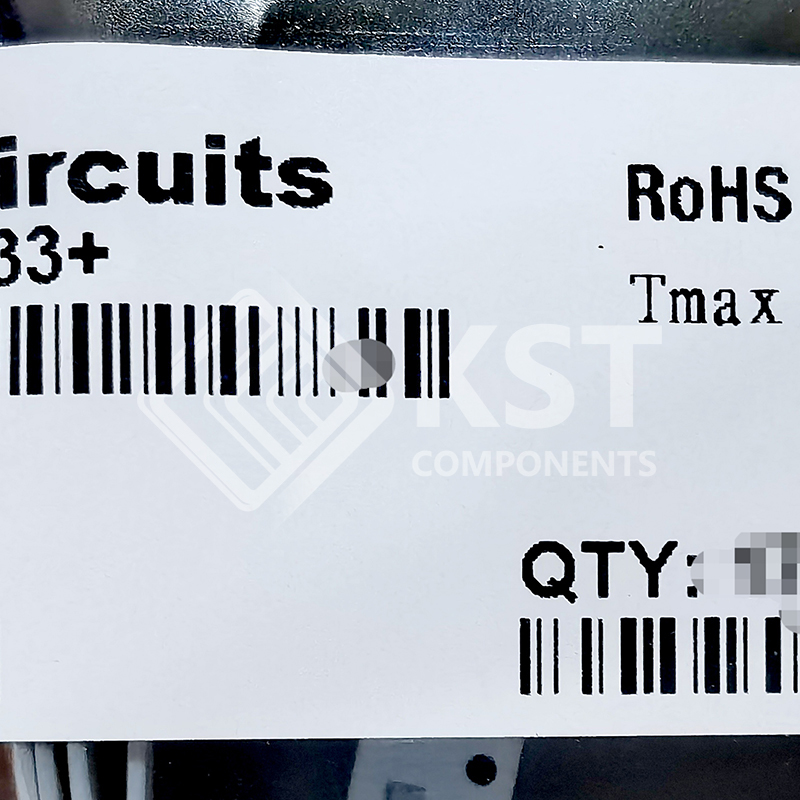 ircuits
33+
RoHS
Tmax
KST
COMPONENTS
QTY: